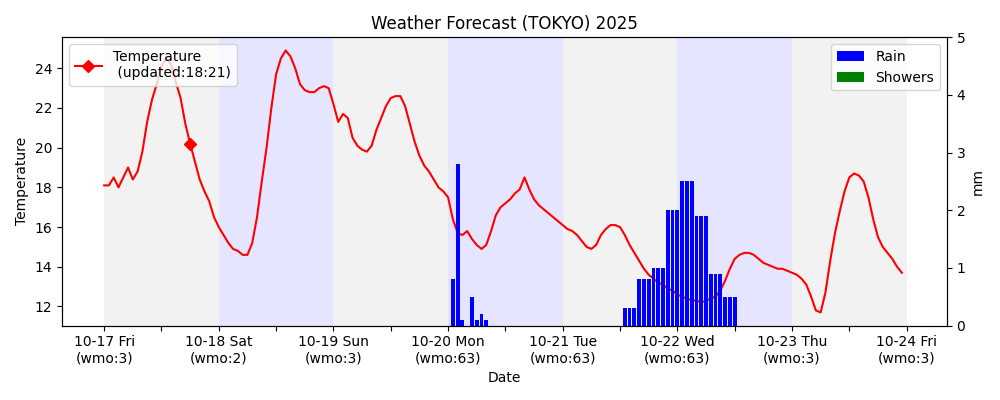 Weather Forecast (TOKYO) 2025
Temperature
(updated:18:21)
Rain
Showers
Temperature
24
22
20
18
16
14
12
5
4
3
2
1
0
mm
10-17 Fri
(wmo:3)
10-18 Sat
(wmo:2)
10-19 Sun
(wmo:3)
10-20 Mon
(wmo:63)
10-21 Tue
(wmo:63)
10-22 Wed
(wmo:63)
10-23 Thu
(wmo:3)
10-24 Fri
(wmo:3)
Date